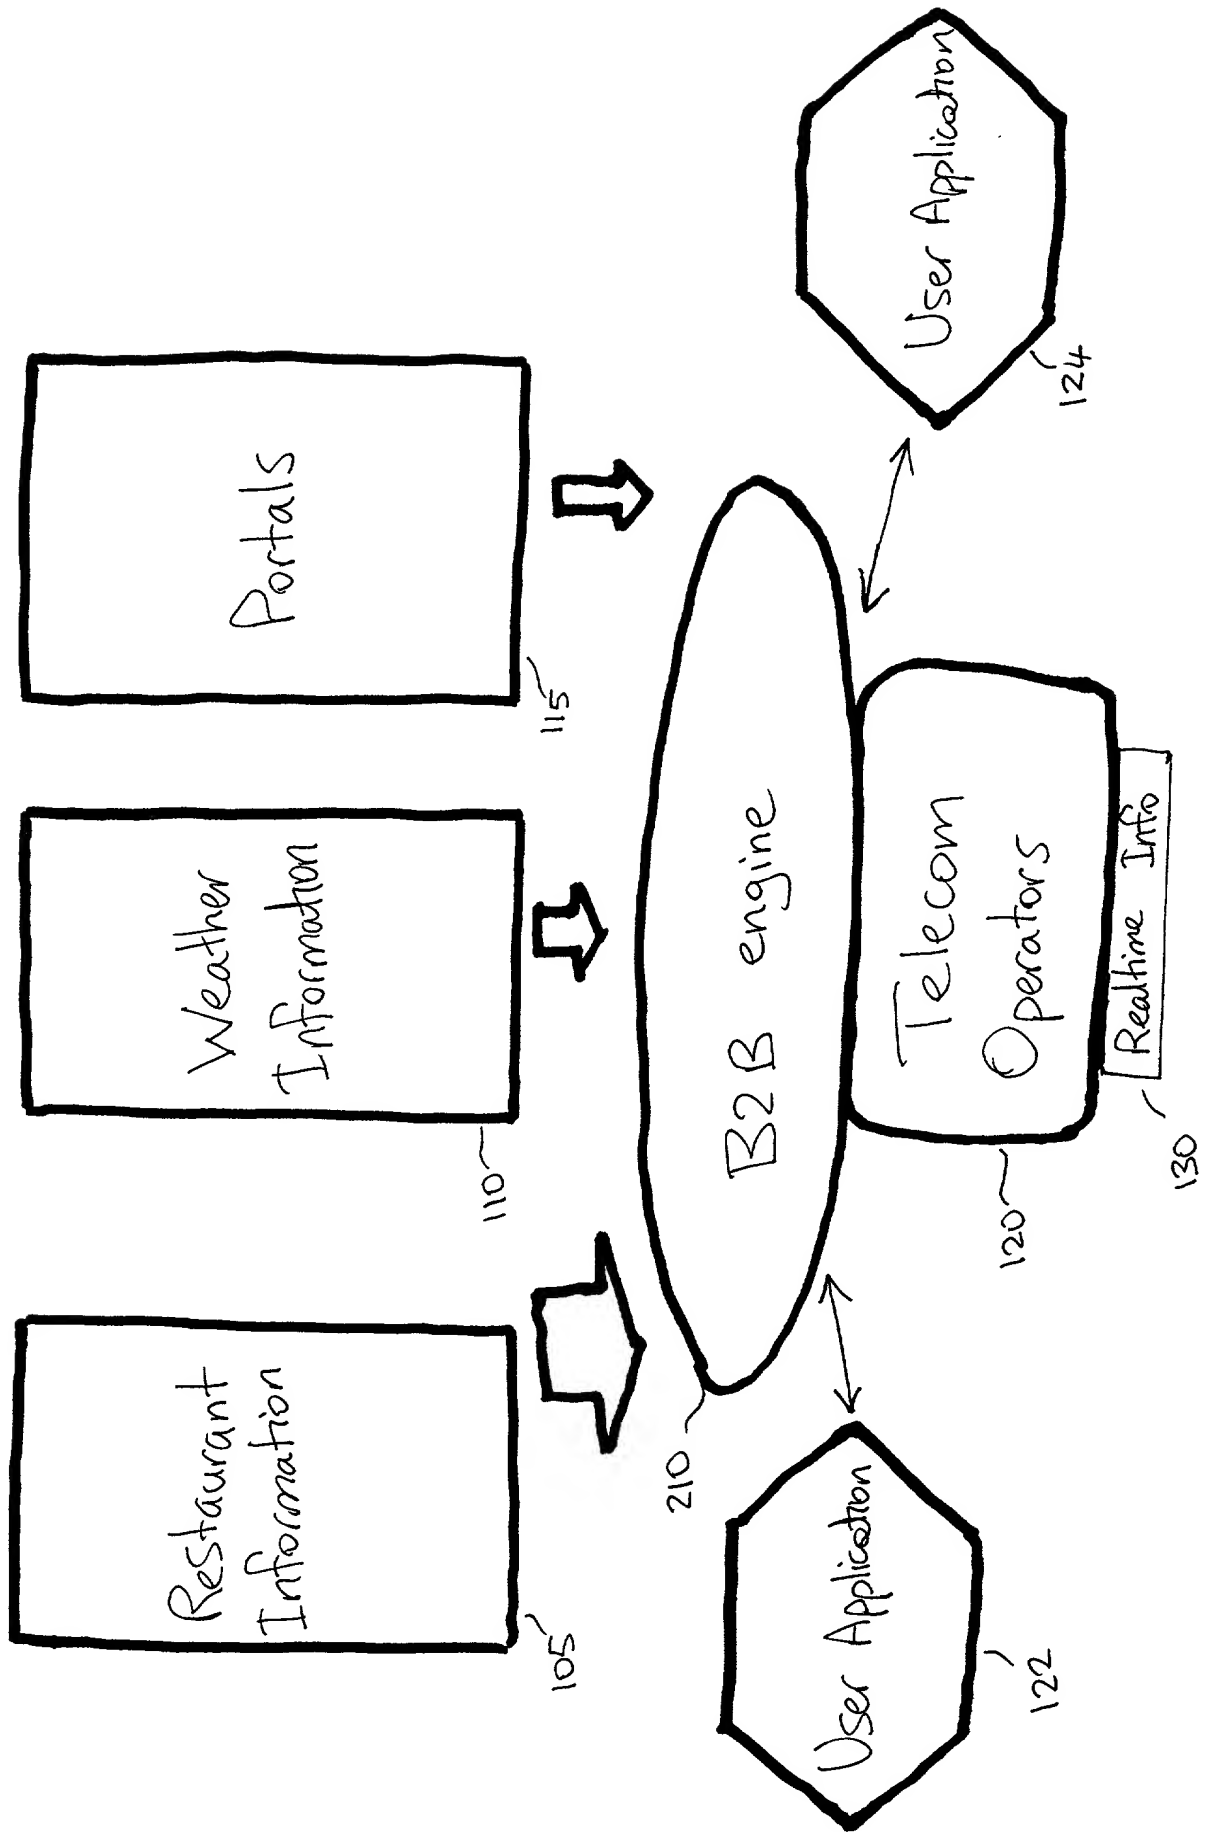 Restaurant
Information
105
Weather
Information
110
Portals
115
B2B engine
210
User Application
122
Telecom
Operators
120
Realtime Info
130
User Application
124